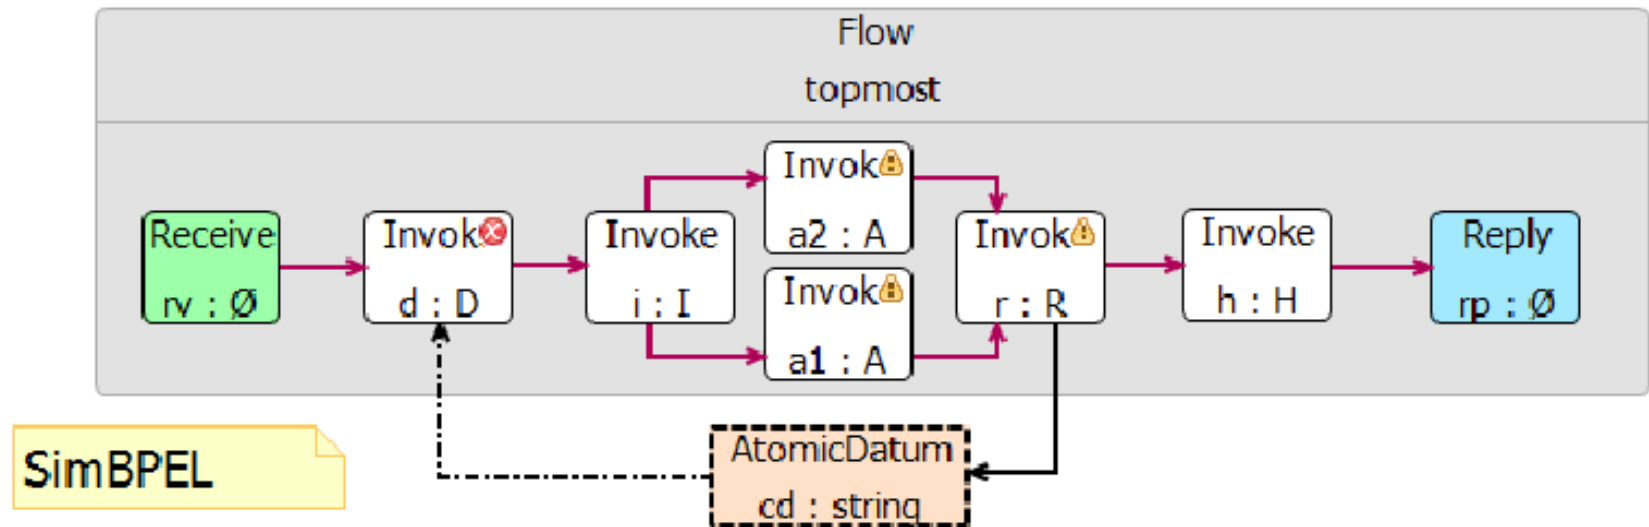 Flow
topmost
Receive
rv : Ø
Invok
d : D
Invoke
i : I
Invok
a2 : A
Invok
a1 : A
Invok
r : R
Invoke
h : H
Reply
rp : Ø
SimBPEL
AtomicDatum
cd : string